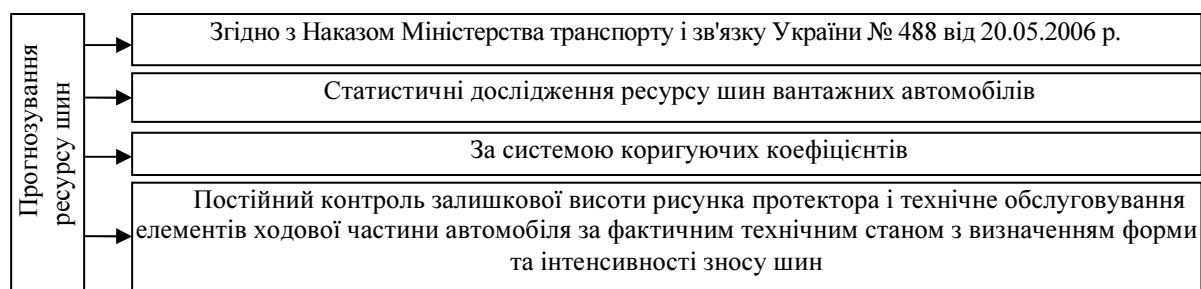 Прогнозування
ресурсу шин
Згідно з Наказом Міністерства транспорту і зв'язку України № 488 від 20.05.2006 р.
Статистичні дослідження ресурсу шин вантажних автомобілів
За системою коригуючих коефіцієнтів
Постійний контроль залишкової висоти рисунка протектора і технічне обслуговування
елементів ходової частини автомобіля за фактичним технічним станом з визначенням форми
та інтенсивності зносу шин